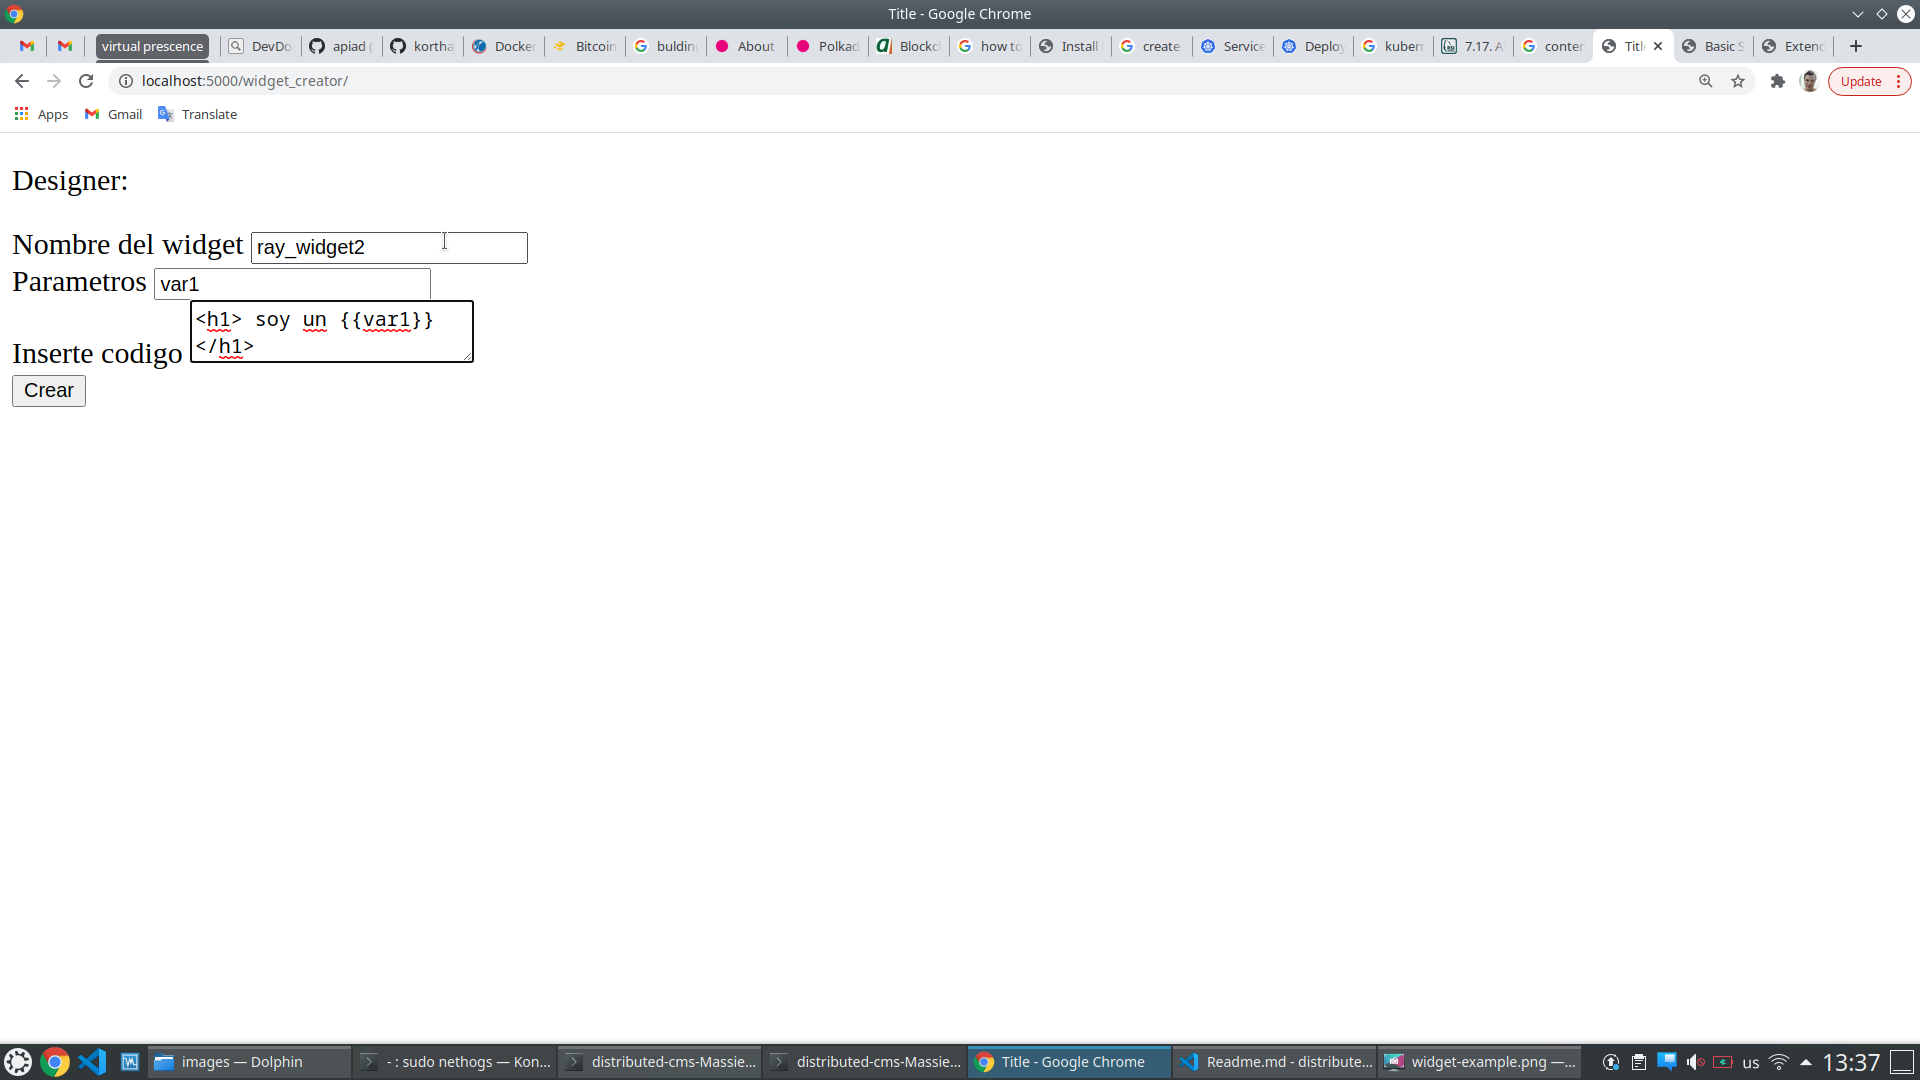 Title - Google Chrome
virtual prescence
DevDo
apiad
kortha
Docke
Bitcoin
buldin
About
Polkad
Blockc
how to
Install
create
Service
Deploy
kuber
7.17. A
conter
Titl
Basic S
Extend
localhost:5000/widget_creator/
Update
Apps
Gmail
Translate
Designer:
Nombre del widget ray_widget2
Parametros var1
<h1> soy un {{var1}}
Inserte codigo </h1>
Crear
images — Dolphin
- : sudo nethogs — Kon...
distributed-cms-Massie...
distributed-cms-Massie...
Title - Google Chrome
Readme.md - distribute...
widget-example.png —...
us
13:37